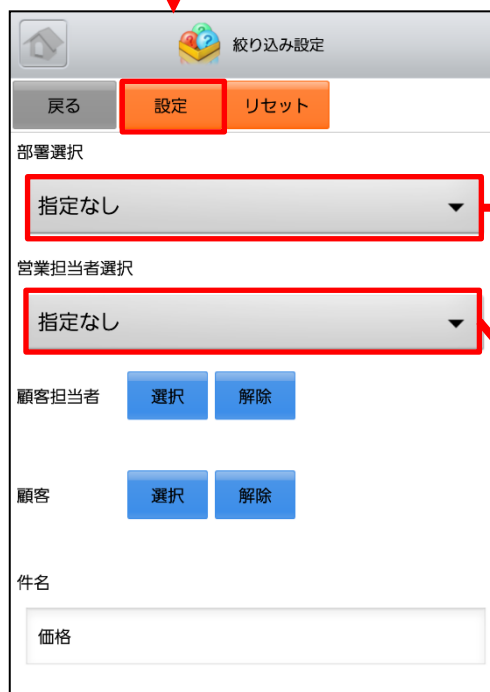 絞り込み設定
戻る 設定 リセット
部署選択
指定なし
営業担当者選択
指定なし
顧客担当者 選択 解除
顧客 選択 解除
件名
価格